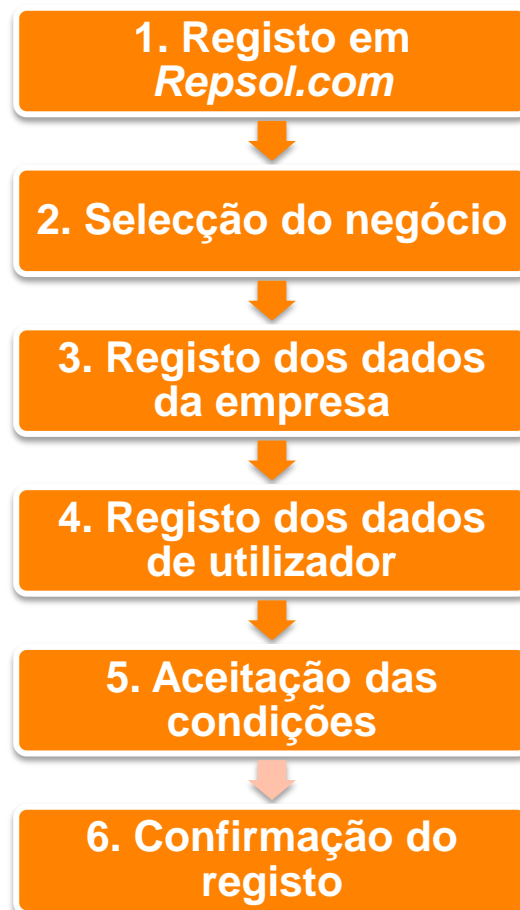 1. Registo em
Repsol.com
2. Selecção do negócio
3. Registo dos dados
da empresa
4. Registo dos dados
de utilizador
5. Aceitação das
condições
6. Confirmação do
registo